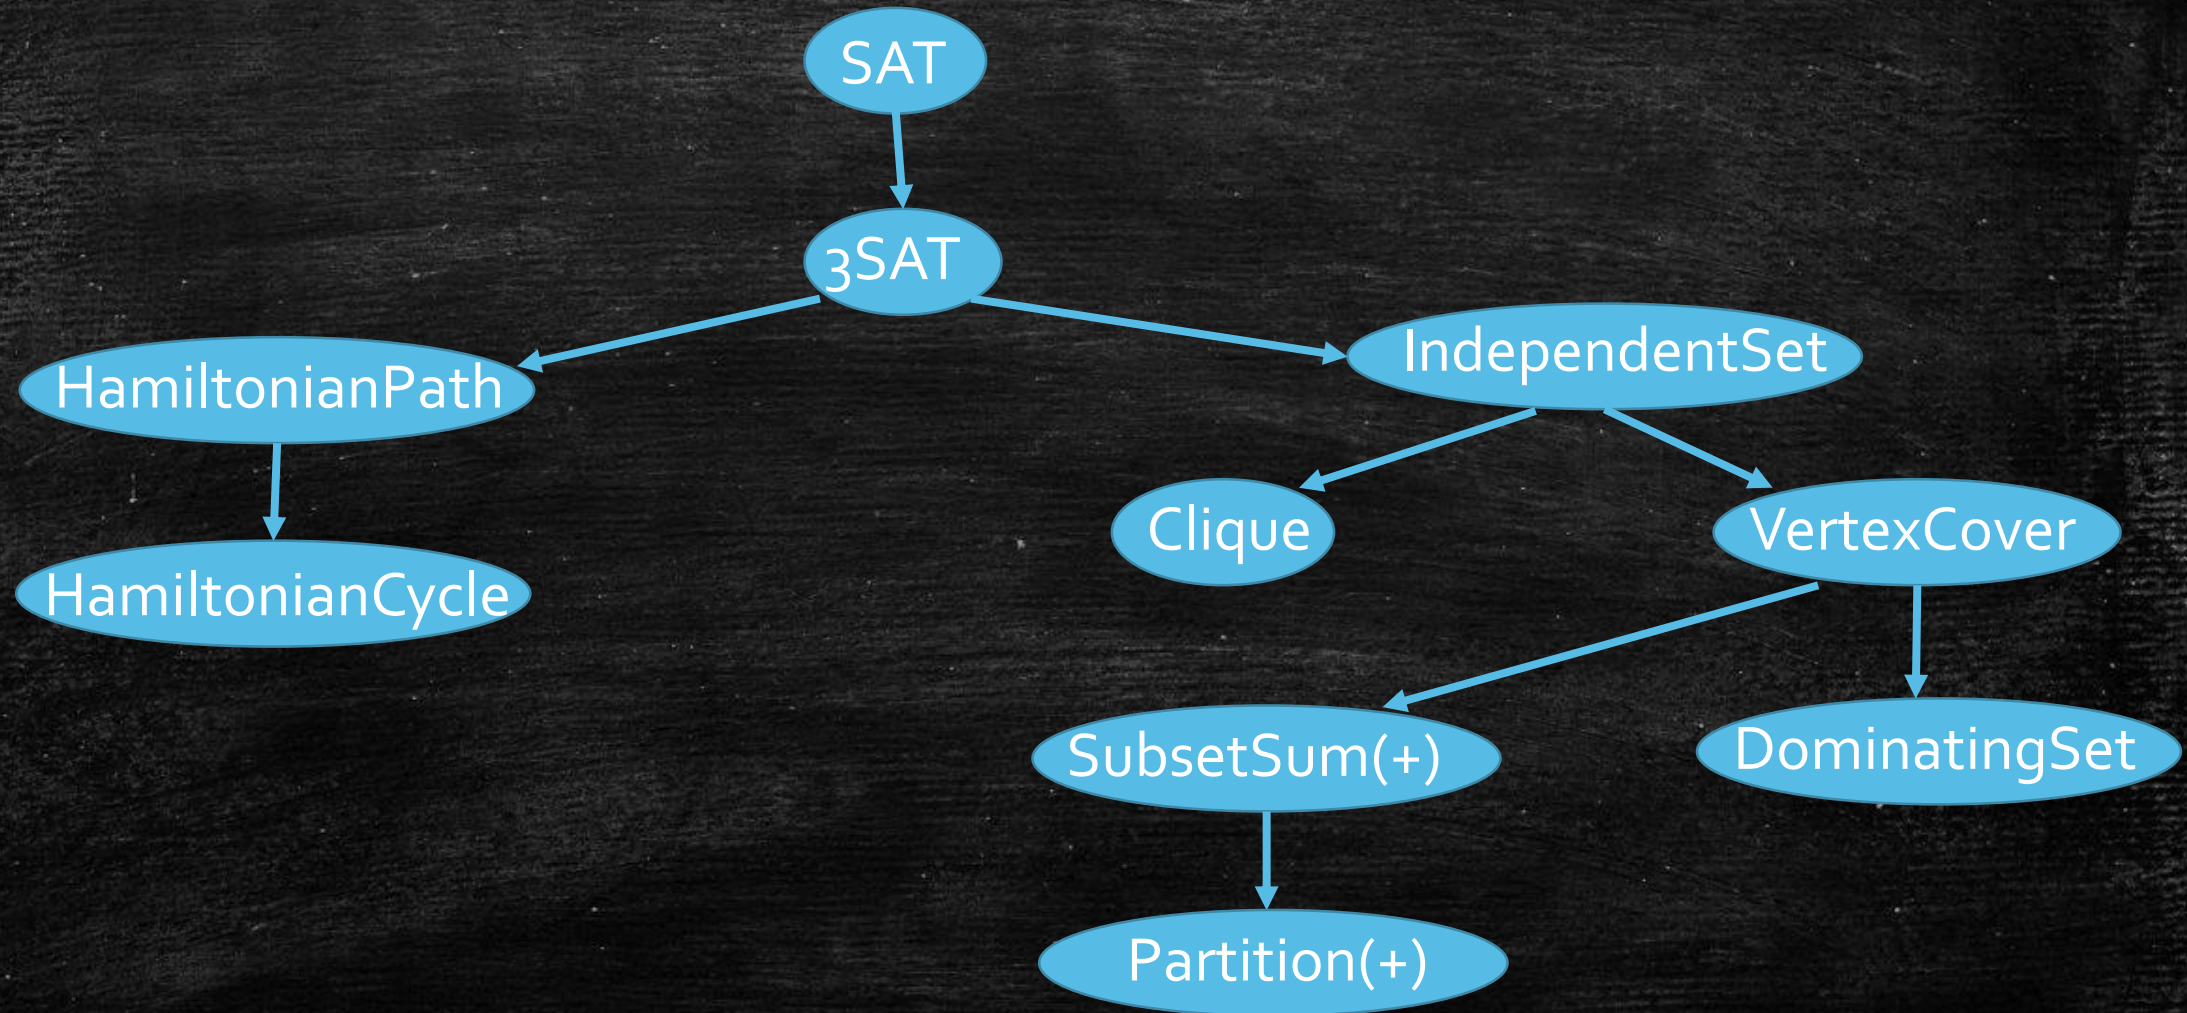 SAT
3SAT
HamiltonianPath
IndependentSet
Clique
VertexCover
HamiltonianCycle
SubsetSum(+)
DominatingSet
Partition(+)